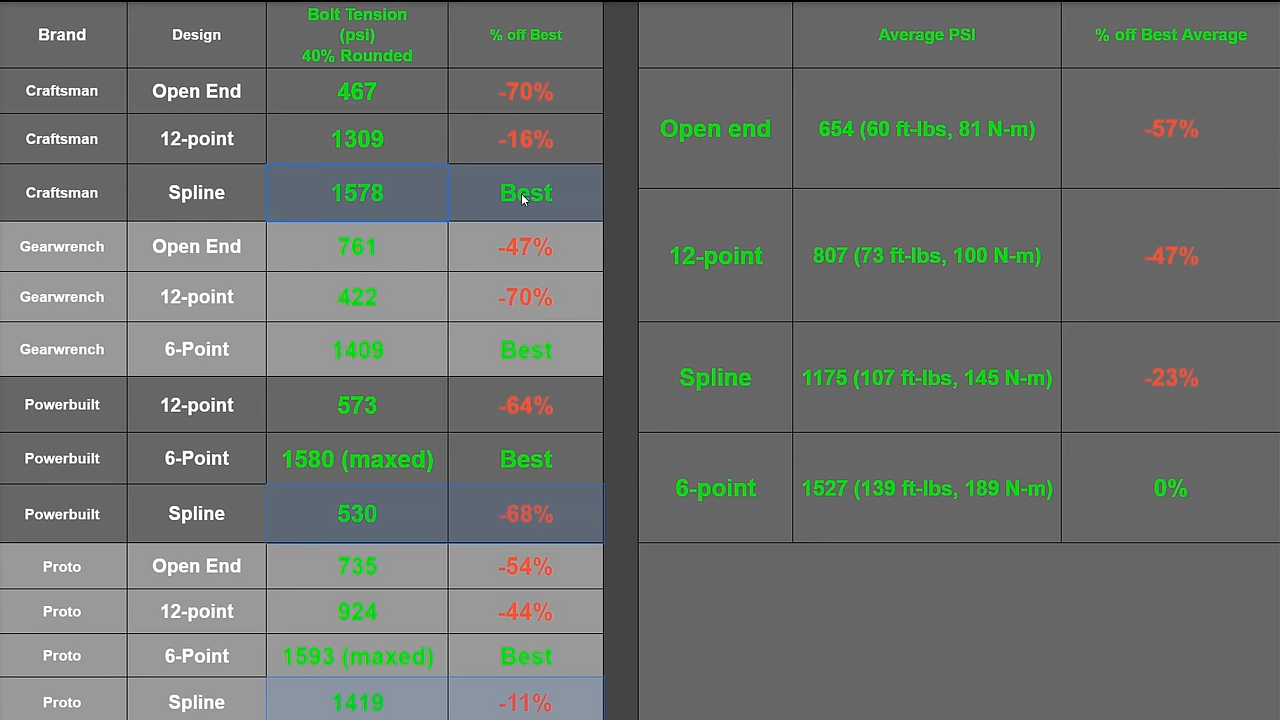 Brand Design Bolt Tension (psi) 40% Rounded % off Best
Craftsman Open End 467 -70%
Craftsman 12-point 1309 -16%
Craftsman Spline 1578 Best
Gearwrench Open End 761 -47%
Gearwrench 12-point 422 -70%
Gearwrench 6-Point 1409 Best
Powerbuilt 12-point 573 -64%
Powerbuilt 6-Point 1580 (maxed) Best
Powerbuilt Spline 530 -68%
Proto Open End 735 -54%
Proto 12-point 924 -44%
Proto 6-Point 1593 (maxed) Best
Proto Spline 1419 -11%
Average PSI % off Best Average
Open end 654 (60 ft-lbs, 81 N-m) -57%
12-point 807 (73 ft-lbs, 100 N-m) -47%
Spline 1175 (107 ft-lbs, 145 N-m) -23%
6-point 1527 (139 ft-lbs, 189 N-m) 0%